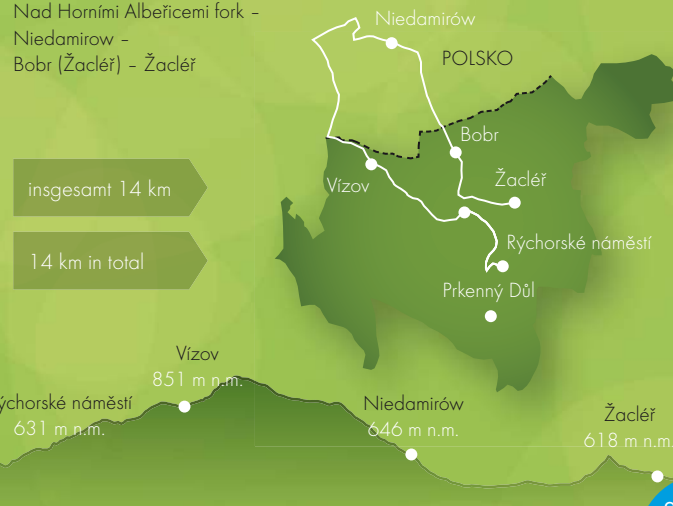 Nad Horními Albeřicemi fork –
Niedamirow –
Bobr (Žacléř) – Žacléř
insgesamt 14 km
14 km in total
Niedamirów
POLSKO
Bobr
Vízov
Žacléř
Rýchorské náměstí
Prkenný Důl
Vízov
851 m n.m.
ýchorské náměstí
631 m n.m.
Niedamirów
646 m n.m.
Žacléř
618 m n.m.